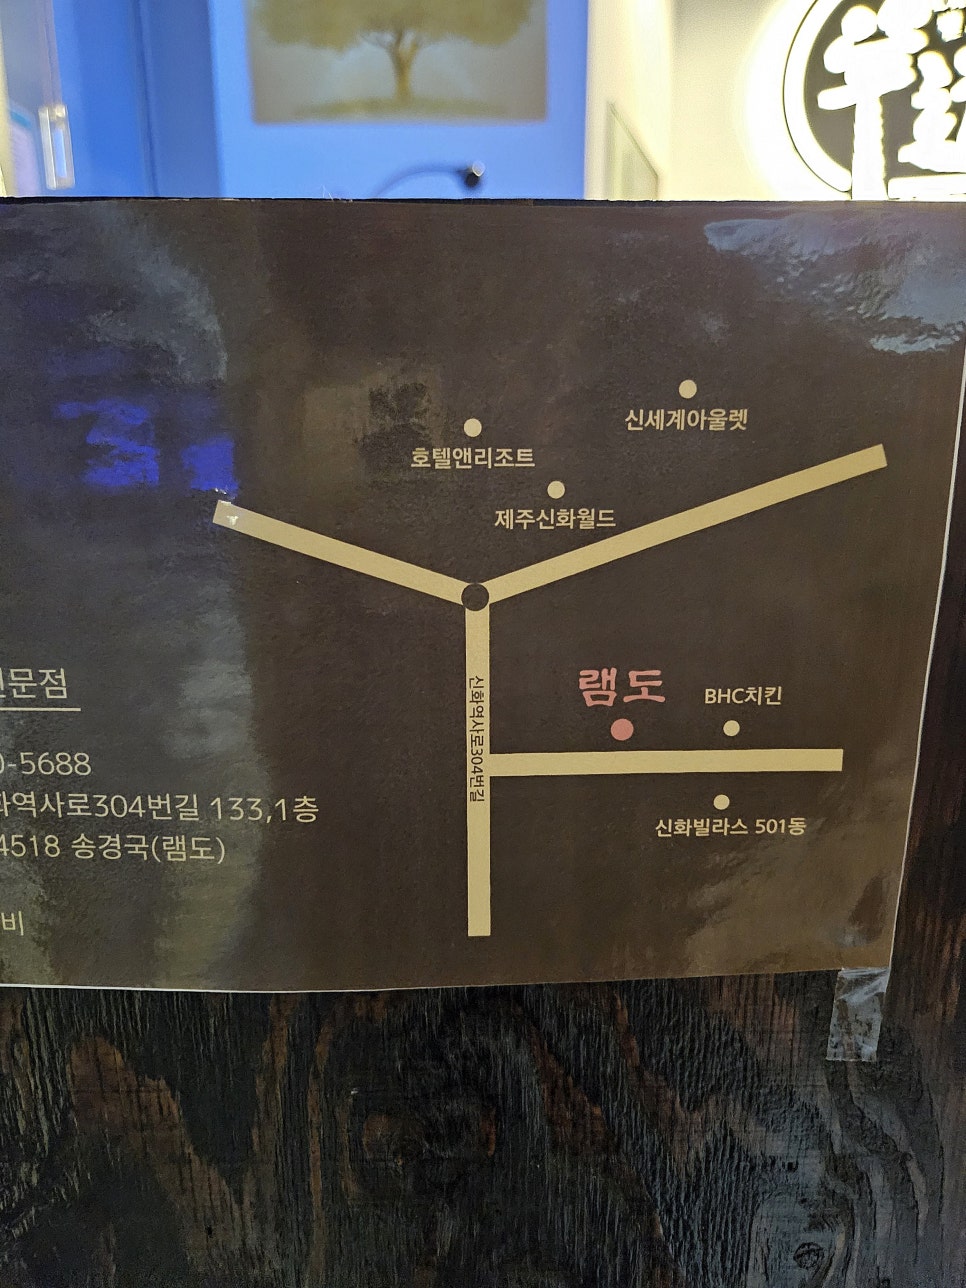 신세계아울렛
호텔앤리조트
제주신화월드
램도
BHC치킨
신화역사로304번길
신화빌라스 501동
문점
-5688
역사로304번길 133,1층
4518 송경국(램도)
비